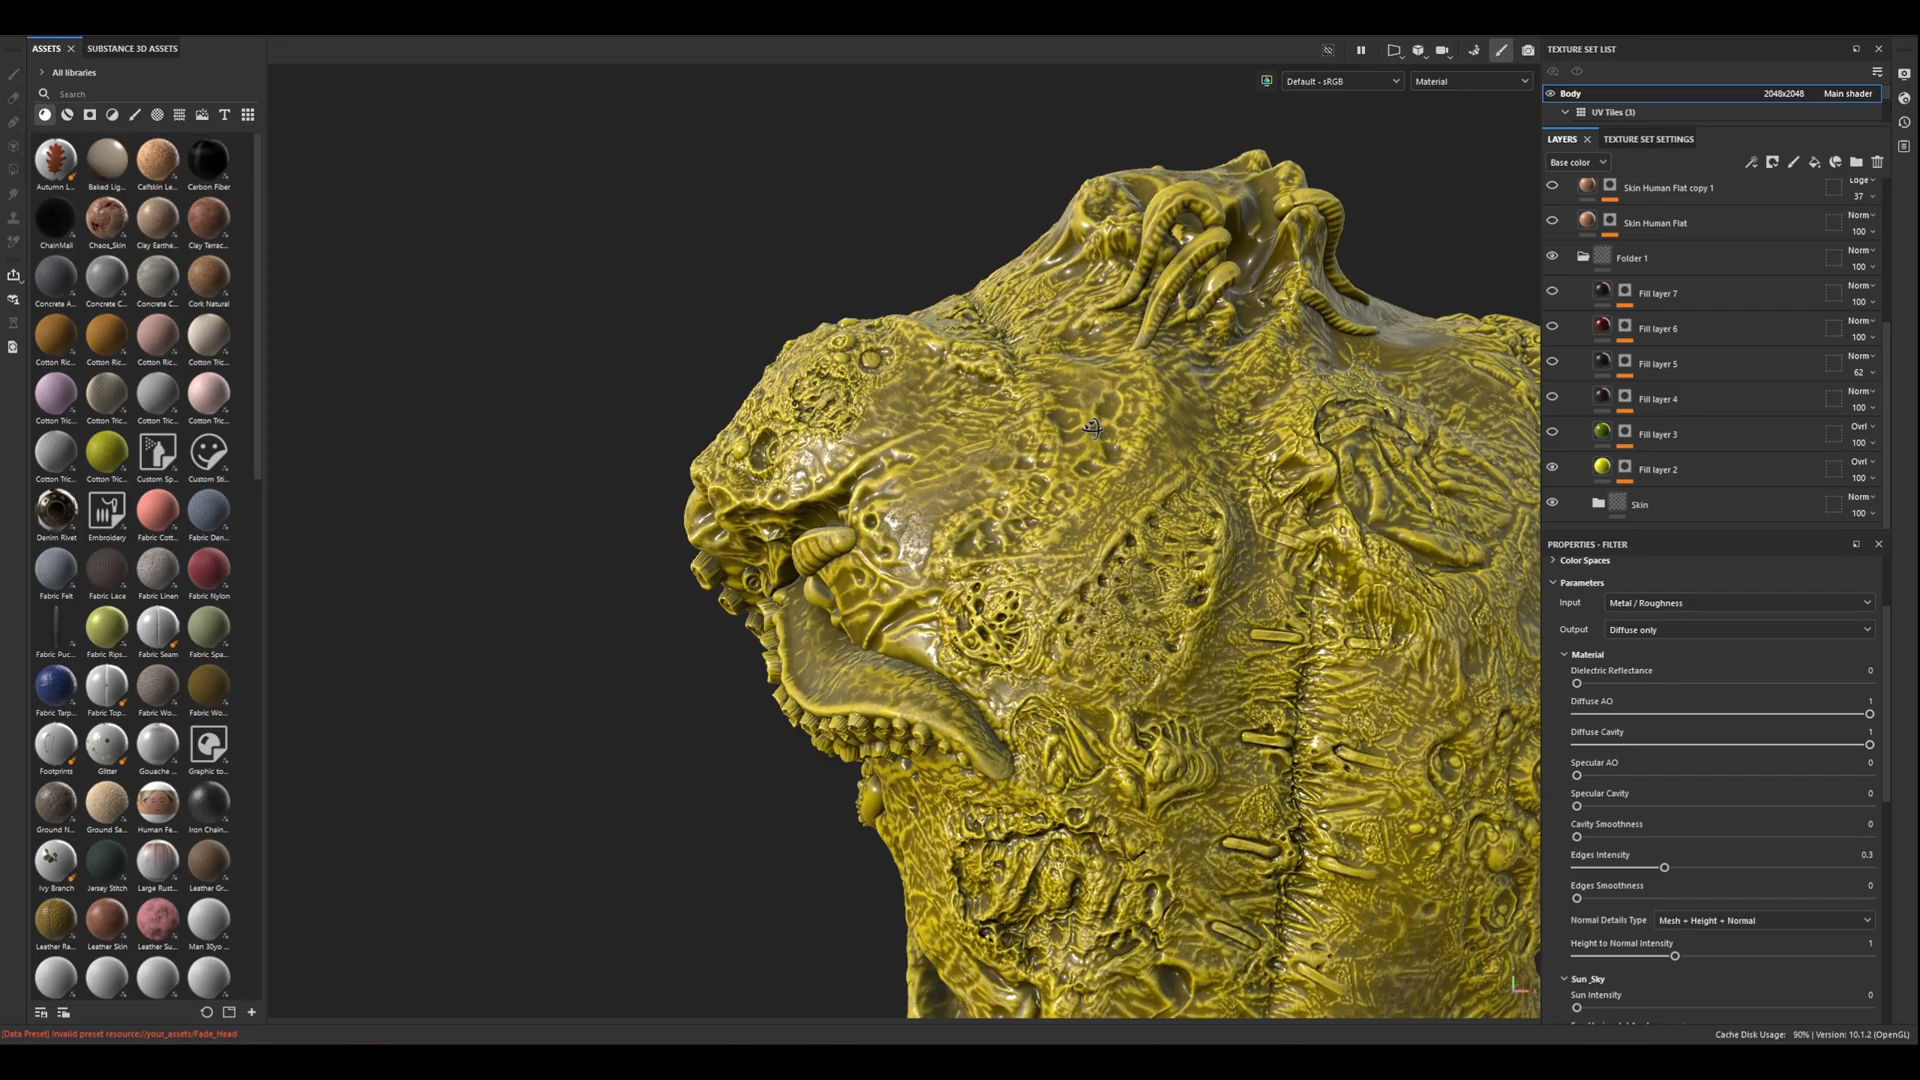 ASSETS
SUBSTANCE 3D ASSETS
All libraries
Search
Autumn L...
Baked Lig...
Calfskin Le...
Carbon Fiber
ChainMail
Chaos_Skin
Clay Earthe...
Clay Terrac...
Concrete A...
Concrete C...
Concrete C...
Cork Natural
Cotton Ric...
Cotton Ric...
Cotton Ric...
Cotton Tric...
Cotton Tric...
Cotton Tric...
Cotton Tric...
Cotton Tric...
Cotton Tric...
Cotton Tric...
Custom Sp...
Custom Sti...
Denim Rivet
Embroidery
Fabric Cott...
Fabric Den...
Fabric Felt
Fabric Lace
Fabric Linen
Fabric Nylon
Fabric Puc...
Fabric Rips...
Fabric Seam
Fabric Spa...
Fabric Tarp...
Fabric Top...
Fabric Wo...
Fabric Wo...
Footprints
Glitter
Gouache ...
Graphic to...
Ground N...
Ground Sa...
Human Fe...
Iron Chain...
Ivy Branch
Jersey Stitch
Large Rust...
Leather Gr...
Leather Re...
Leather Skin
Leather Su...
Man 30yo ...
[Data Preset] Invalid preset resource://your_assets/Fade_Head
Default - sRGB
Material
TEXTURE SET LIST
Body
2048x2048
Main shader
UV Tiles (3)
LAYERS
TEXTURE SET SETTINGS
Base color
Skin Human Flat copy 1
Ldge
37
Skin Human Flat
Norm
100
Folder 1
Norm
100
Fill layer 7
Norm
100
Fill layer 6
Norm
100
Fill layer 5
Norm
62
Fill layer 4
Norm
100
Fill layer 3
Ovrl
100
Fill layer 2
Ovrl
100
Skin
Norm
100
PROPERTIES - FILTER
Color Spaces
Parameters
Input
Metal / Roughness
Output
Diffuse only
Material
Dielectric Reflectance
0
Diffuse AO
1
Diffuse Cavity
1
Specular AO
0
Specular Cavity
0
Cavity Smoothness
0
Edges Intensity
0.3
Edges Smoothness
0
Normal Details Type
Mesh + Height + Normal
Height to Normal Intensity
1
Sun_Sky
Sun Intensity
0
Cache Disk Usage: 90% | Version: 10.1.2 (OpenGL)